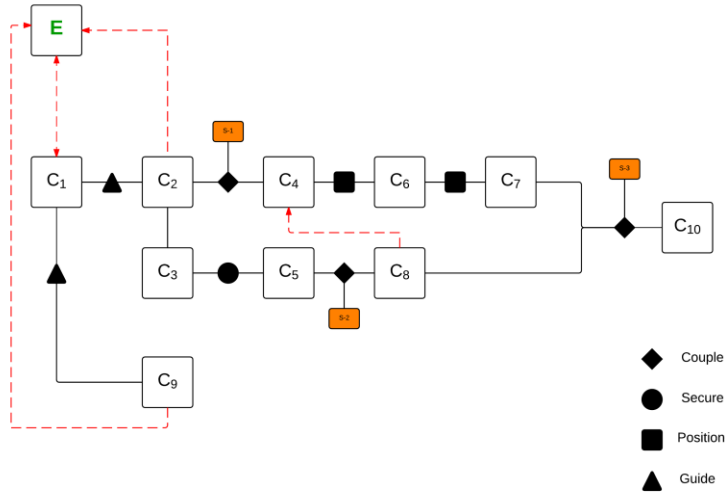 E
S-1
S-3
C1
C2
C4
C6
C7
C10
C3
C5
C8
S-2
Couple
C9
Secure
Position
Guide